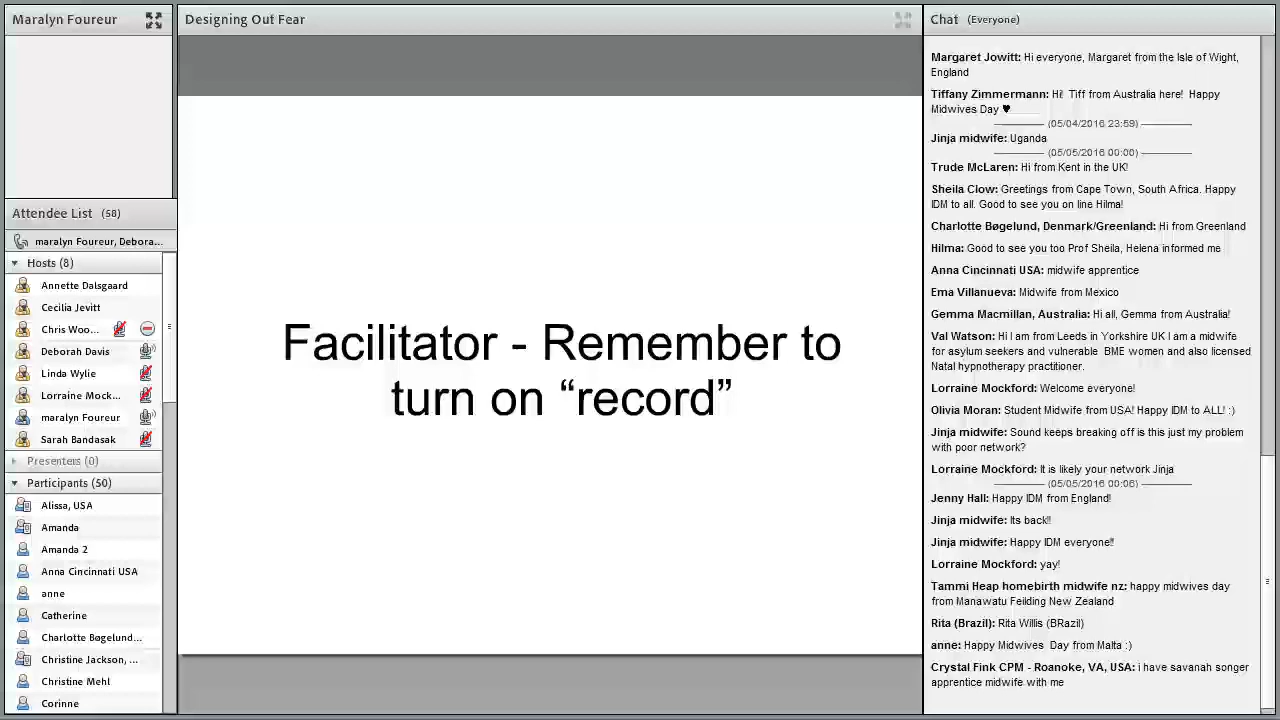 Maralyn Foureur
Attendee List (58)
maralyn Foureur, Debora...
Hosts (8)
Annette Dalsgaard
Cecilia Jevitt
Chris Woo...
Deborah Davis
Linda Wylie
Lorraine Mock...
maralyn Foureur
Sarah Bandasak
Presenters (0)
Participants (50)
Alissa, USA
Amanda
Amanda 2
Anna Cincinnati USA
anne
Catherine
Charlotte Bøgelund...
Christine Jackson, ...
Christine Mehl
Corinne
Designing Out Fear
Facilitator - Remember to
turn on “record”
Chat (Everyone)
Margaret Jowitt: Hi everyone, Margaret from the Isle of Wight,
England
Tiffany Zimmermann: Hi! Tiff from Australia here! Happy
Midwives Day ♥
(05/04/2016 23:59)
Jinja midwife: Uganda
(05/05/2016 00:00)
Trude McLaren: Hi from Kent in the UK!
Sheila Clow: Greetings from Cape Town, South Africa. Happy
IDM to all. Good to see you on line Hilma!
Charlotte Bøgelund, Denmark/Greenland: Hi from Greenland
Hilma: Good to see you too Prof Sheila, Helena informed me
Anna Cincinnati USA: midwife apprentice
Ema Villanueva: Midwife from Mexico
Gemma Macmillan, Australia: Hi all, Gemma from Australia!
Val Watson: Hi I am from Leeds in Yorkshire UK I am a midwife
for asylum seekers and vulnerable BME women and also licensed
Natal hypnotherapy practitioner.
Lorraine Mockford: Welcome everyone!
Olivia Moran: Student Midwife from USA! Happy IDM to ALL! :)
Jinja midwife: Sound keeps breaking off is this just my problem
with poor network?
Lorraine Mockford: It is likely your network Jinja
(05/05/2016 00:06)
Jenny Hall: Happy IDM from England!
Jinja midwife: Its back!!
Jinja midwife: Happy IDM everyone!!
Lorraine Mockford: yay!
Tammi Heap homebirth midwife nz: happy midwives day
from Manawatu Feilding New Zealand
Rita (Brazil): Rita Willis (BRazil)
anne: Happy Midwives Day from Malta :)
Crystal Fink CPM - Roanoke, VA, USA: i have savanah songer
apprentice midwife with me